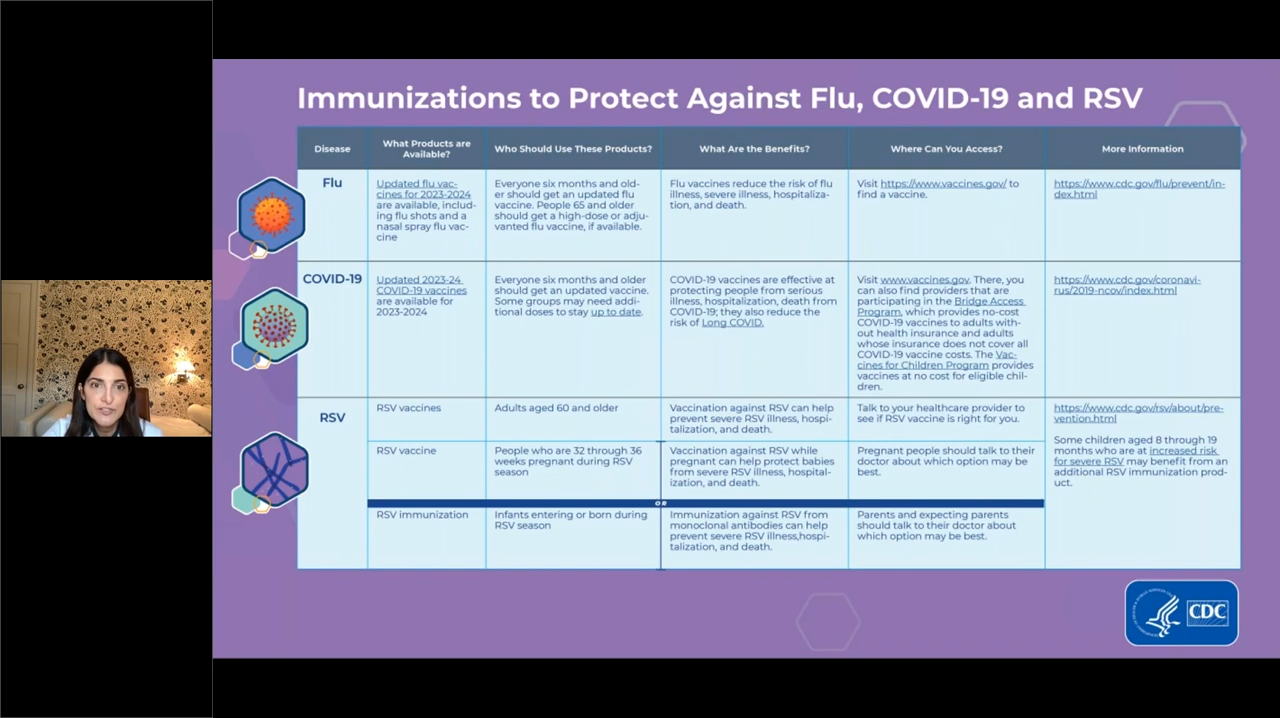 Immunizations to Protect Against Flu, COVID-19 and RSV
Disease
What Products are
Available?
Who Should Use These Products?
What Are the Benefits?
Where Can You Access?
More Information
Flu
Updated flu vac-
cines for 2023-2024
are available, includ-
ing flu shots and a
nasal spray flu vac-
cine
Everyone six months and old-
er should get an updated flu
vaccine. People 65 and older
should get a high-dose or adju-
vanted flu vaccine, if available.
Flu vaccines reduce the risk of flu
illness, severe illness, hospitaliza-
tion, and death.
Visit https://www.vaccines.gov/ to
find a vaccine.
https://www.cdc.gov/flu/prevent/in-
dex.html
COVID-19
Updated 2023-24
COVID-19 vaccines
are available for
2023-2024
Everyone six months and older
should get an updated vaccine.
Some groups may need addi-
tional doses to stay up to date.
COVID-19 vaccines are effective at
protecting people from serious
illness, hospitalization, death from
COVID-19; they also reduce the
risk of Long COVID.
Visit www.vaccines.gov. There, you
can also find providers that are
participating in the Bridge Access
Program, which provides no-cost
COVID-19 vaccines to adults with-
out health insurance and adults
whose insurance does not cover all
COVID-19 vaccine costs. The Vac-
cines for Children Program provides
vaccines at no cost for eligible chil-
dren.
https://www.cdc.gov/coronavi-
rus/2019-ncov/index.html
RSV
RSV vaccines
Adults aged 60 and older
Vaccination against RSV can help
prevent severe RSV illness, hospi-
talization, and death.
Talk to your healthcare provider to
see if RSV vaccine is right for you.
https://www.cdc.gov/rsv/about/pre-
vention.html
Some children aged 8 through 19
months who are at increased risk
for severe RSV may benefit from an
additional RSV immunization prod-
uct.
RSV vaccine
People who are 32 through 36
weeks pregnant during RSV
season
Vaccination against RSV while
pregnant can help protect babies
from severe RSV illness, hospital-
ization, and death.
Pregnant people should talk to their
doctor about which option may be
best.
OR
RSV immunization
Infants entering or born during
RSV season
Immunization against RSV from
monoclonal antibodies can help
prevent severe RSV illness,hospi-
talization, and death.
Parents and expecting parents
should talk to their doctor about
which option may be best.
CDC